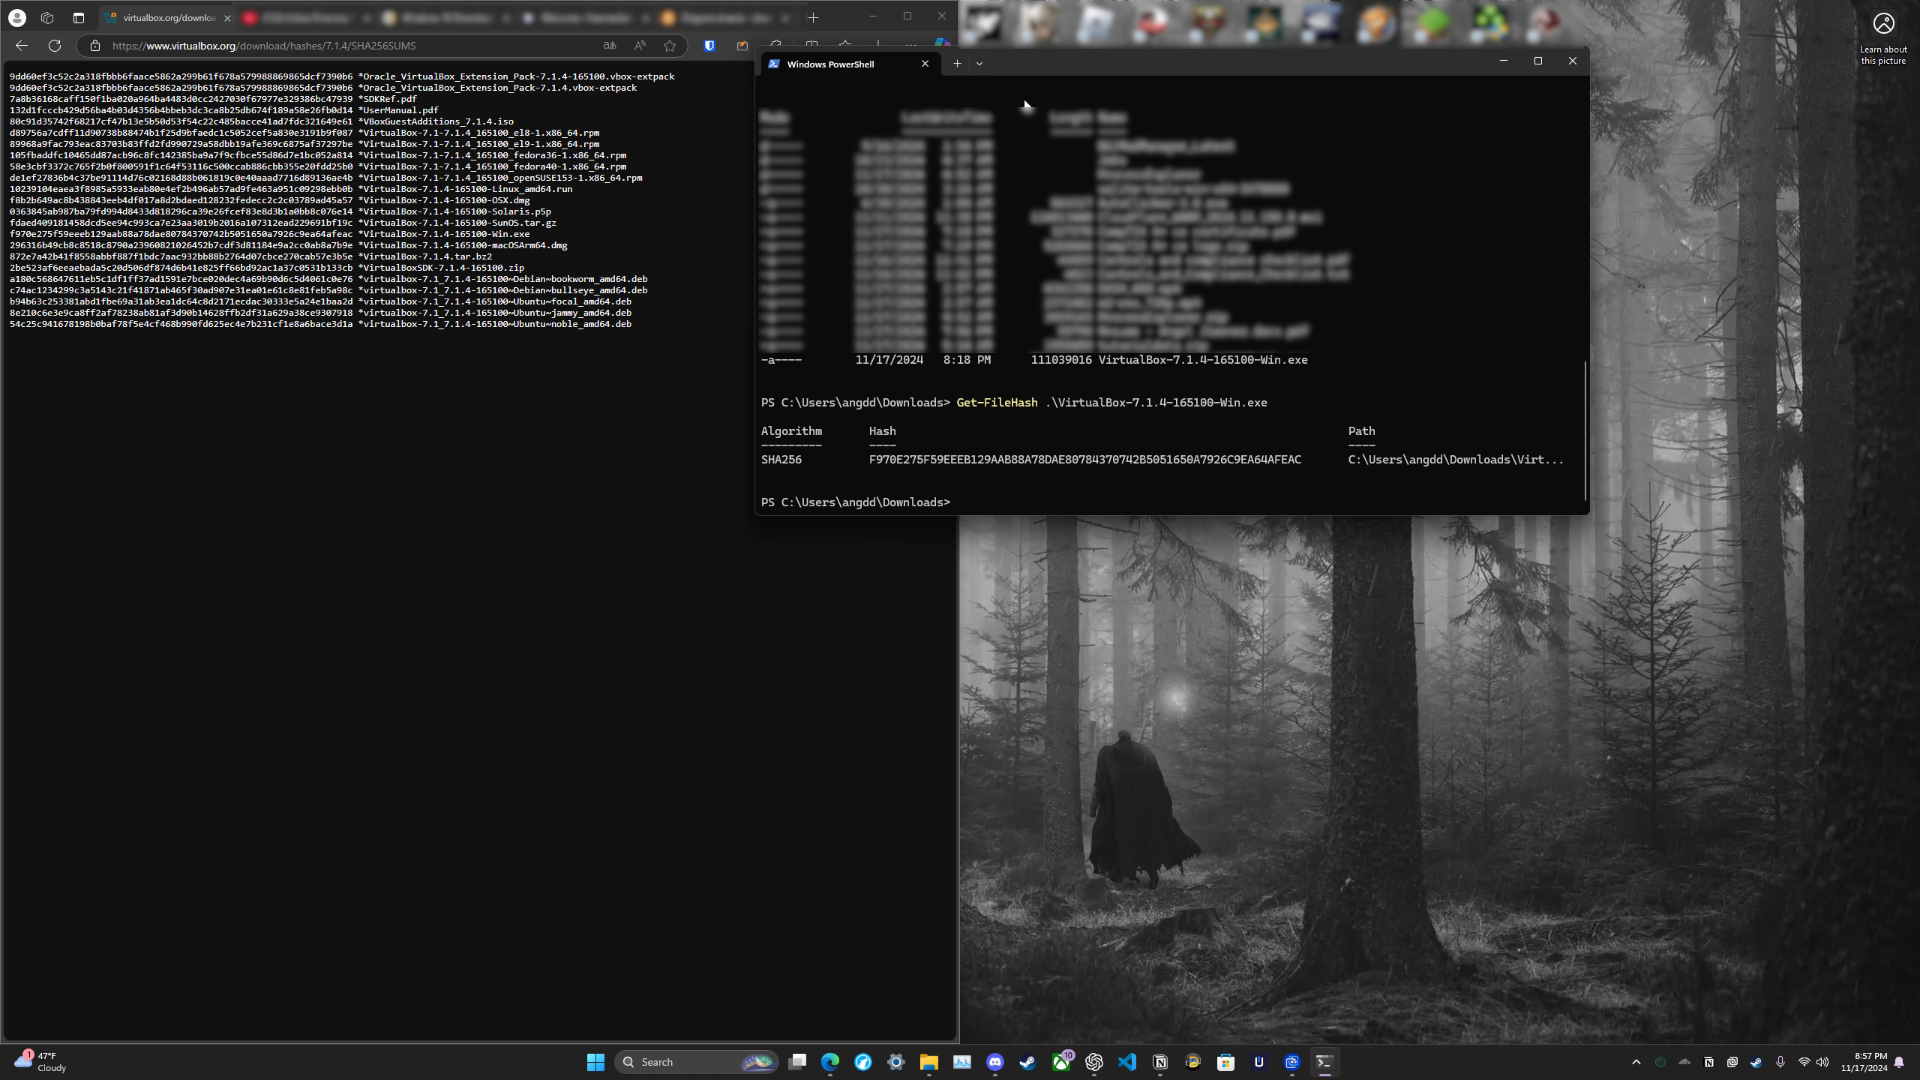 virtualbox.org/downloa
https://www.virtualbox.org/download/hashes/7.1.4/SHA256SUMS
9dd60ef3c52c2a318fbbb6faace5862a299b61f678a579988869865dcf7390b6 *Oracle_VirtualBox_Extension_Pack-7.1.4-165100.vbox-extpack
9dd60ef3c52c2a318fbbb6faace5862a299b61f678a579988869865dcf7390b6 *Oracle_VirtualBox_Extension_Pack-7.1.4.vbox-extpack
7a8b36168caff150f1ba020a964ba4483d0cc2427030f67977e329386bc47939 *SDKRef.pdf
132d1fcccb429d56ba4b03d4356b4bbeb3dc3ca8b25db674f189a58e26fb0d14 *UserManual.pdf
80c91d35742f68217cf47b13e5b50d53f54c22c485bacce41ad7fdc321649e61 *VBoxGuestAdditions_7.1.4.iso
d89756a7cdff11d90738b88474b1f25d9bfaedc1c5052cef5a830e3191b9f087 *VirtualBox-7.1-7.1.4_165100_el8-1.x86_64.rpm
89968a9fac793eac83703b83ffd2fd990729a58dbb19afe369c6875af37297be *VirtualBox-7.1-7.1.4_165100_el9-1.x86_64.rpm
105fbaddfc10465dd87acb96c8fc142385ba9a7f9cfbce55d86d7e1bc052a814 *VirtualBox-7.1-7.1.4_165100_fedora36-1.x86_64.rpm
58e3cbf3372c765f2b0f800591f1c64f53116c500ccab886cbb355e20fdd25b0 *VirtualBox-7.1-7.1.4_165100_fedora40-1.x86_64.rpm
de1ef27836b4c37be91114d76c02168d88b061819c0e40aaad7716d89136ae4b *VirtualBox-7.1-7.1.4_165100_openSUSE153-1.x86_64.rpm
10239104eaea3f8985a5933eab80e4ef2b496ab57ad9fe463a951c09298ebb0b *VirtualBox-7.1.4-165100-Linux_amd64.run
f8b2b649ac8b438843eeb4df017a8d2bdaed128232fedecc2c2c03789ad45a57 *VirtualBox-7.1.4-165100-OSX.dmg
0363845ab987ba79fd994d8433d818296ca39e26fcef83e8d3b1a0bb8c076e14 *VirtualBox-7.1.4-165100-Solaris.p5p
fdaed409181458dcd5ee94c993ca7e23aa3019b2016a107312ead229691bf19c *VirtualBox-7.1.4-165100-SunOS.tar.gz
f970e275f59eeeb129aab88a78dae80784370742b5051650a7926c9ea64afeac *VirtualBox-7.1.4-165100-Win.exe
296316b49cb8c8518c8790a23960821026452b7cdf3d81184e9a2cc0ab8a7b9e *VirtualBox-7.1.4-165100-macOSArm64.dmg
872e7a42b41f8558abbf887f1bdc7aac932bb88b2764d07cbce270cab57e3b5e *VirtualBox-7.1.4.tar.bz2
2be523af6eeaebada5c20d506df874d6b41e825ff66bd92ac1a37c0531b133cb *VirtualBoxSDK-7.1.4-165100.zip
a180c568647611eb5c1df1ff37ad1591e7bce020dec4a69b90d6c5d4061c0e76 *virtualbox-7.1_7.1.4-165100~Debian~bookworm_amd64.deb
c74ac1234299c3a5143c21f41871ab465f30ad907e31ea01e61c8e81feb5a98c *virtualbox-7.1_7.1.4-165100~Debian~bullseye_amd64.deb
b94b63c253381abd1fbe69a31ab3ea1dc64c8d2171ecdac30333e5a24e1baa2d *virtualbox-7.1_7.1.4-165100~Ubuntu~focal_amd64.deb
8e210c6e3e9ca8ff2af78238ab81af3d90b14628ffb2df31a629a38ce9307918 *virtualbox-7.1_7.1.4-165100~Ubuntu~jammy_amd64.deb
54c25c941678198b0baf78f5e4cf468b990fd625ec4e7b231cf1e8a6bace3d1a *virtualbox-7.1_7.1.4-165100~Ubuntu~noble_amd64.deb
Windows PowerShell
-a---- 11/17/2024 8:18 PM 111039016 VirtualBox-7.1.4-165100-Win.exe
PS C:\Users\angdd\Downloads> Get-FileHash .\VirtualBox-7.1.4-165100-Win.exe
Algorithm Hash Path
--------- ---- ----
SHA256 F970E275F59EEEB129AAB88A78DAE80784370742B5051650A7926C9EA64AFEAC C:\Users\angdd\Downloads\Virt...
PS C:\Users\angdd\Downloads>
Learn about
this picture
1
47°F
Cloudy
Search
10
8:57 PM
11/17/2024